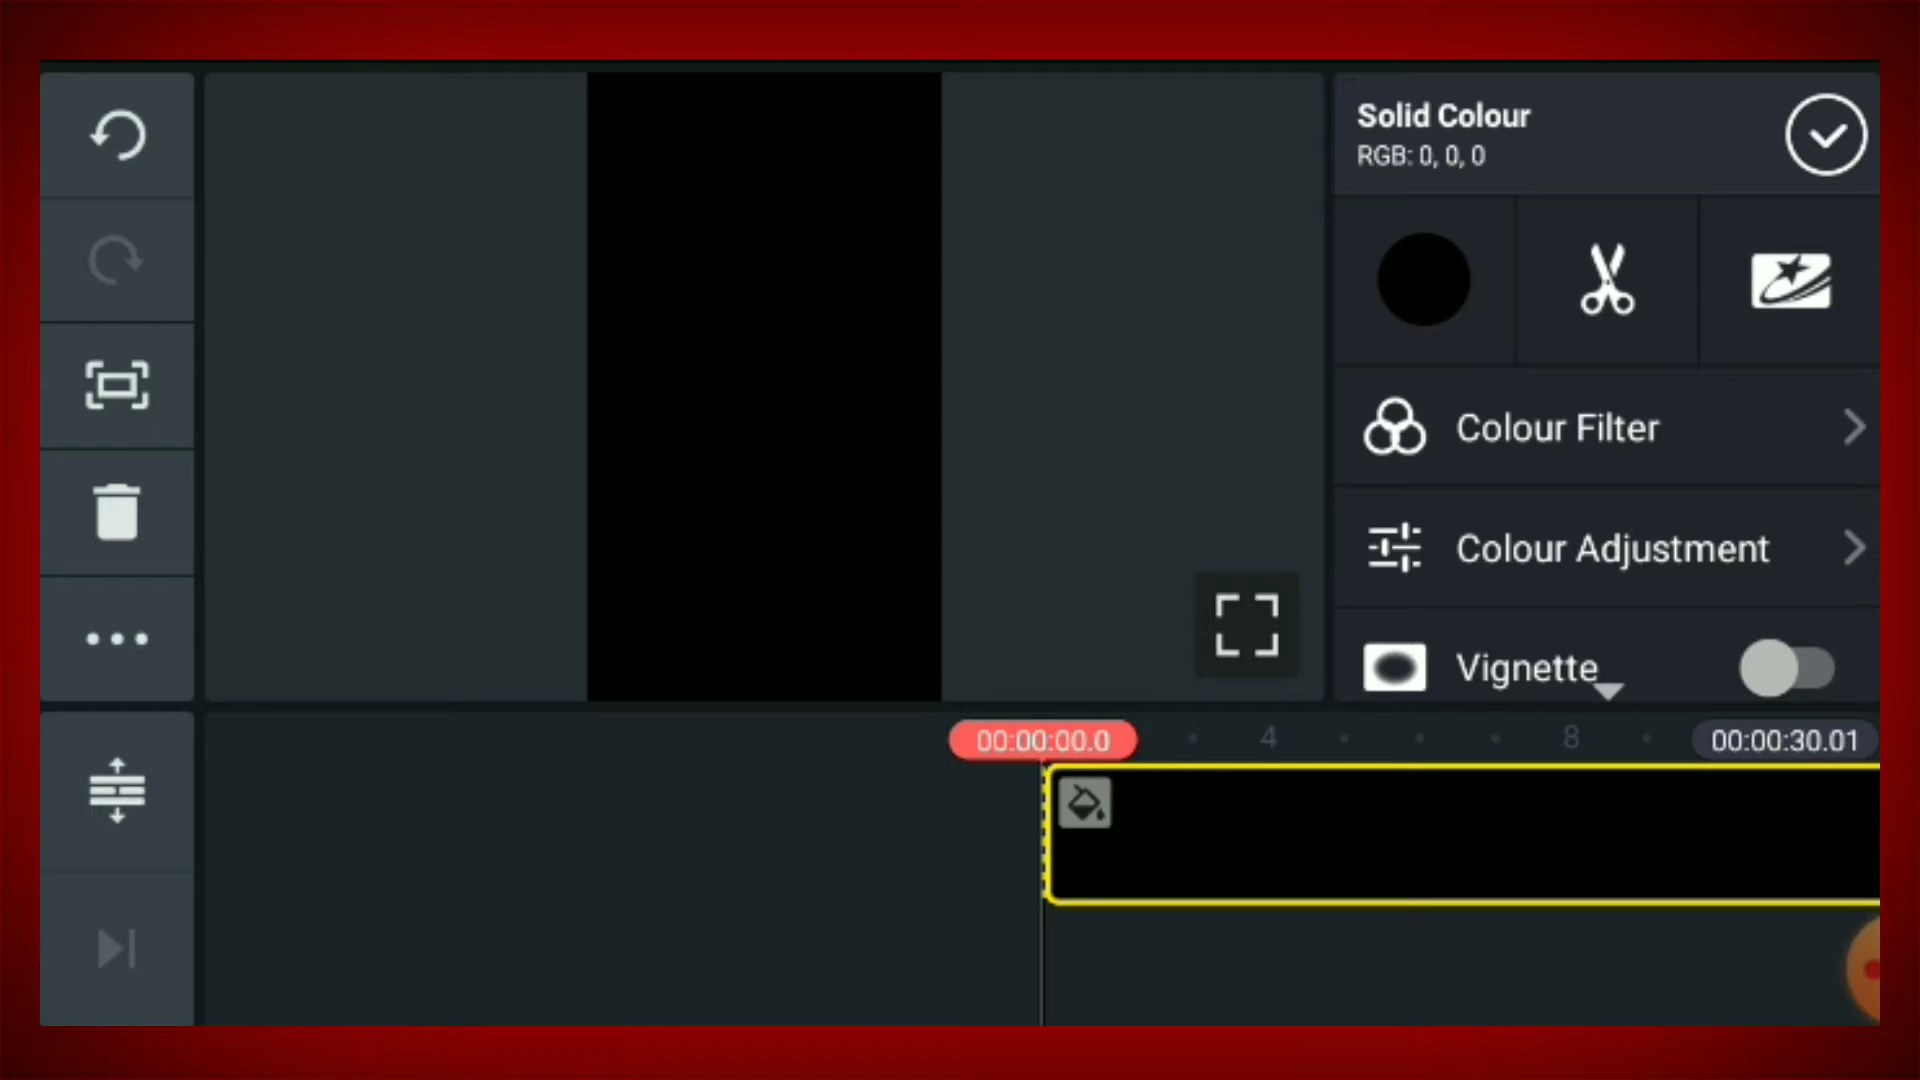 Solid Colour
RGB: 0, 0, 0
Colour Filter
Colour Adjustment
Vignette
00:00:00.0
4
8
00:00:30.01